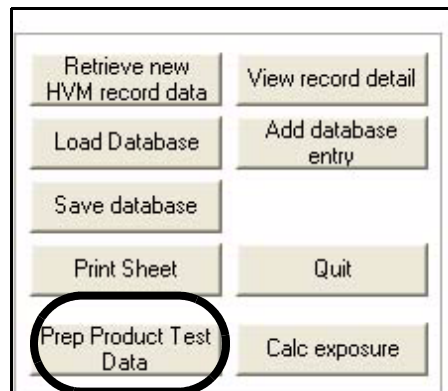 Retrieve new
HVM record data
View record detail
Load Database
Add database
entry
Save database
Print Sheet
Quit
Prep Product Test
Data
Calc exposure